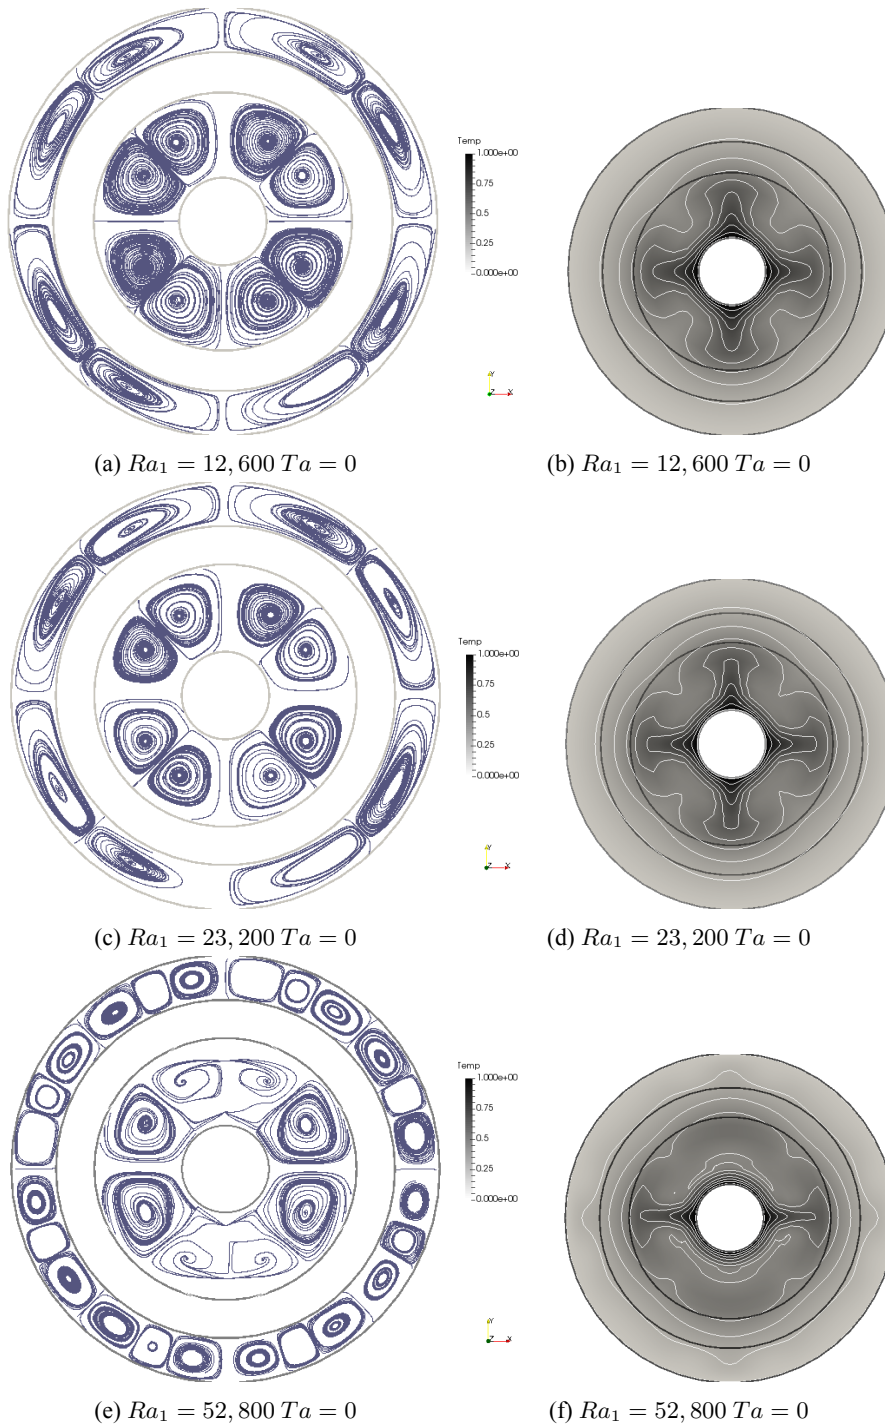 Temp
1.000e+00
0.75
0.5
0.25
0.000e+00
Y
Z X
(a) Ra₁ = 12,600 Ta = 0
(b) Ra₁ = 12,600 Ta = 0
Temp
1.000e+00
0.75
0.5
0.25
0.000e+00
Y
Z X
(c) Ra₁ = 23,200 Ta = 0
(d) Ra₁ = 23,200 Ta = 0
Temp
1.000e+00
0.75
0.5
0.25
0.000e+00
Y
Z X
(e) Ra₁ = 52,800 Ta = 0
(f) Ra₁ = 52,800 Ta = 0